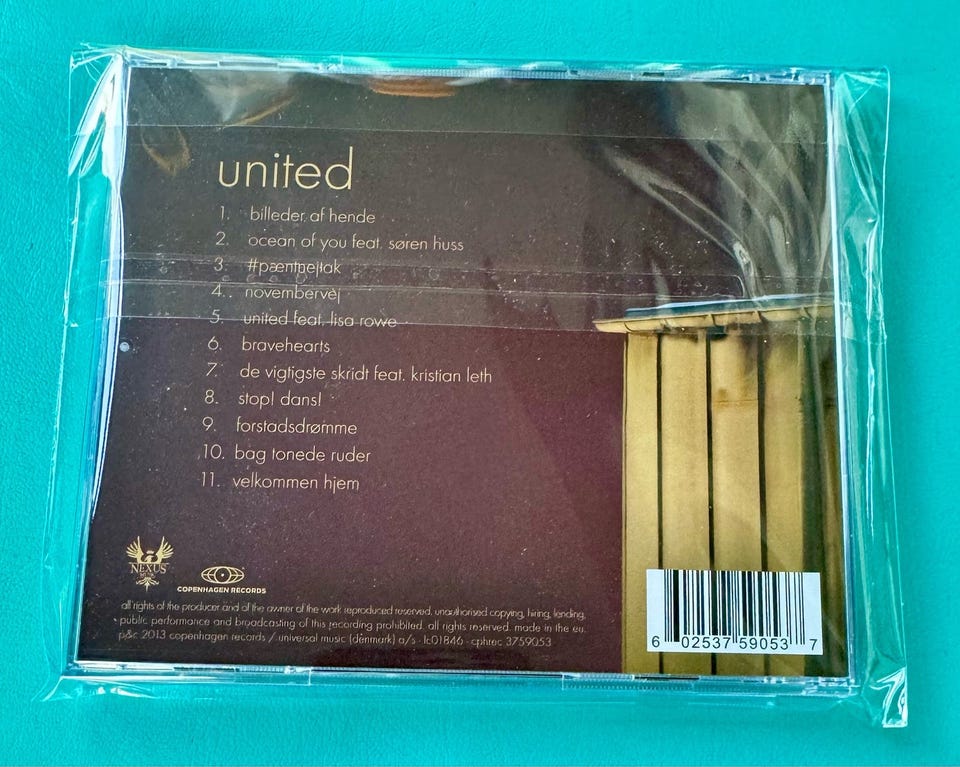 united
1. billeder af hende
2. ocean of you feat. søren huss
3. #pæntnejtak
4. novembervej
5. united feat. lisa rowe
6. bravehearts
7. de vigtigste skridt feat. kristian leth
8. stop! dans!
9. forstadsdrømme
10. bag tonede ruder
11. velkommen hjem
NEXUS
COPENHAGEN RECORDS
all rights of the producer and of the owner of the work reproduced reserved. unauthorised copying, hiring, lending,
public performance and broadcasting of this recording prohibited. all rights reserved. made in the eu.
p&c 2013 copenhagen records / universal music (denmark) a/s · lc01846 · cphrec 3759053
6 02537 59053 7